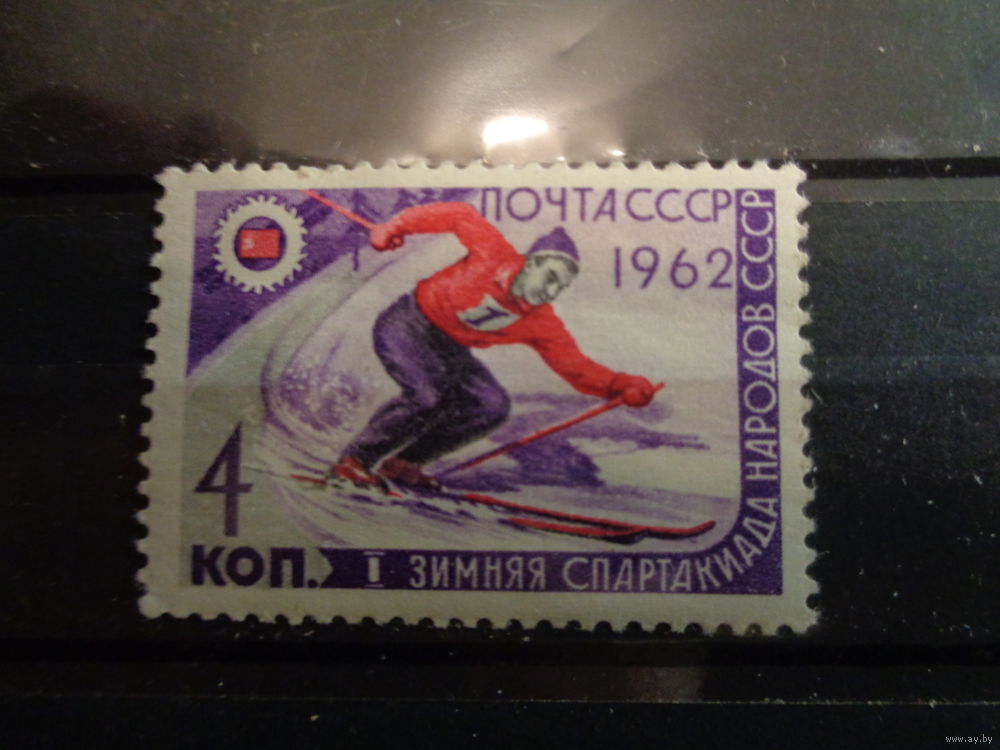 ПОЧТА СССР
1962
1
4
КОП.
I ЗИМНЯЯ СПАРТАКИАДА НАРОДОВ СССР
www.ay.by